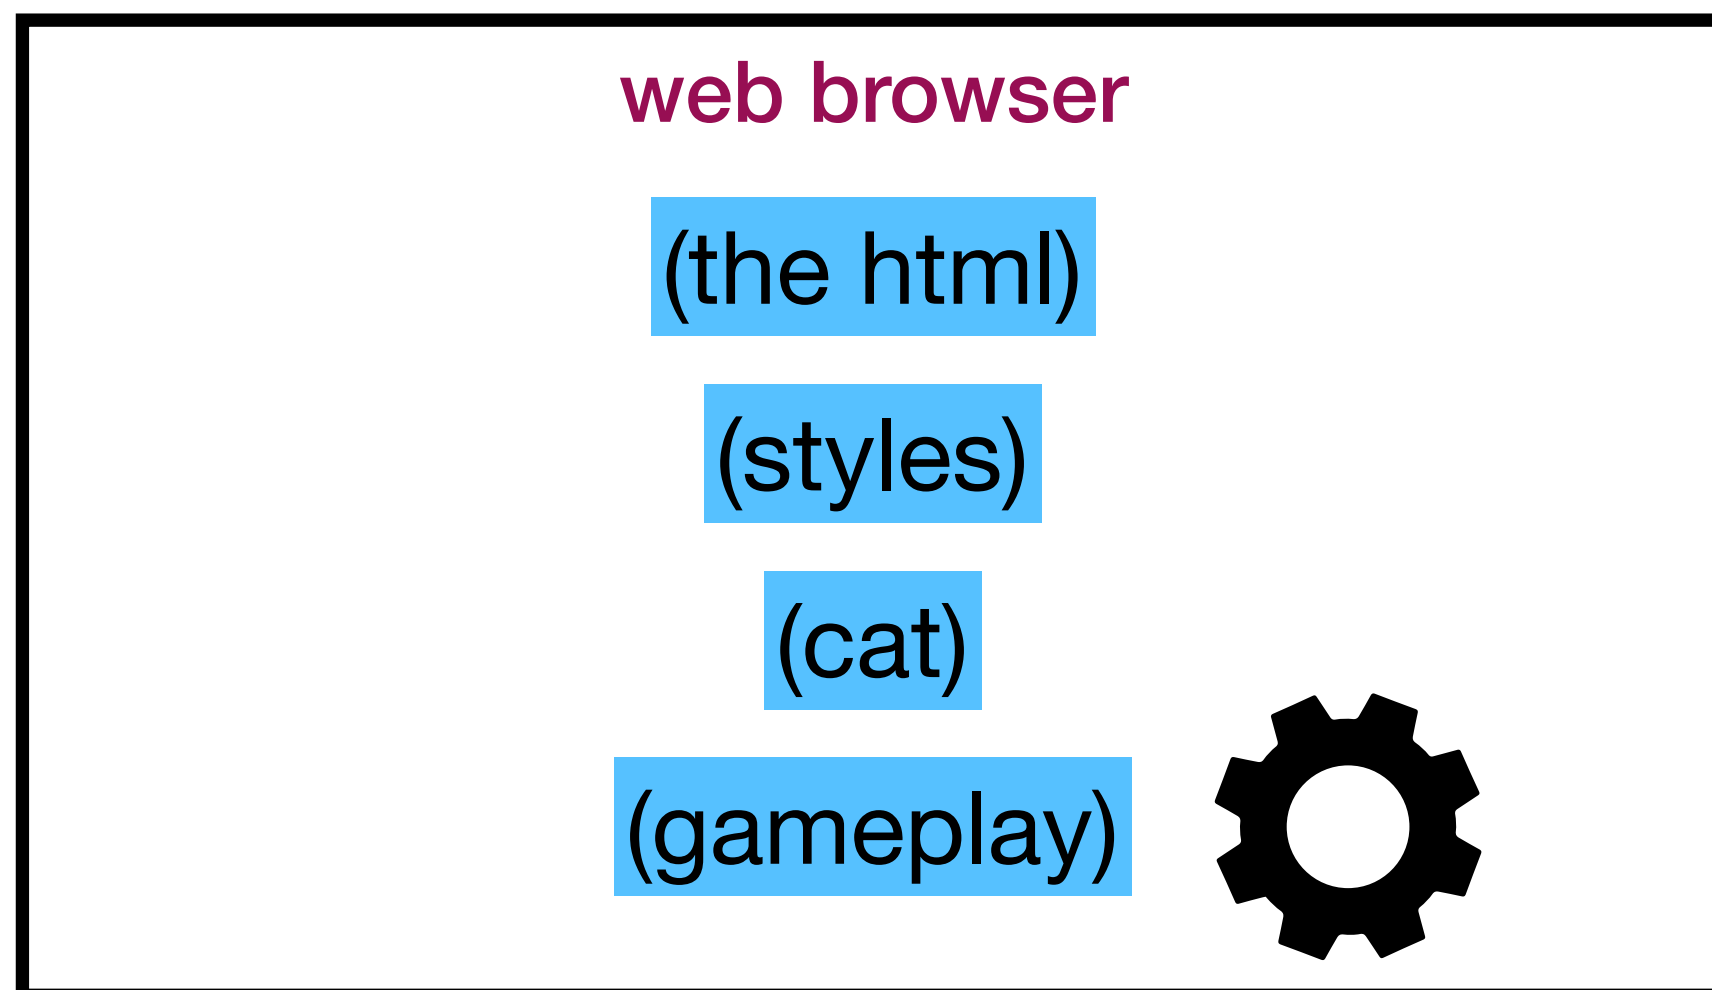 web browser
(the html)
(styles)
(cat)
(gameplay)